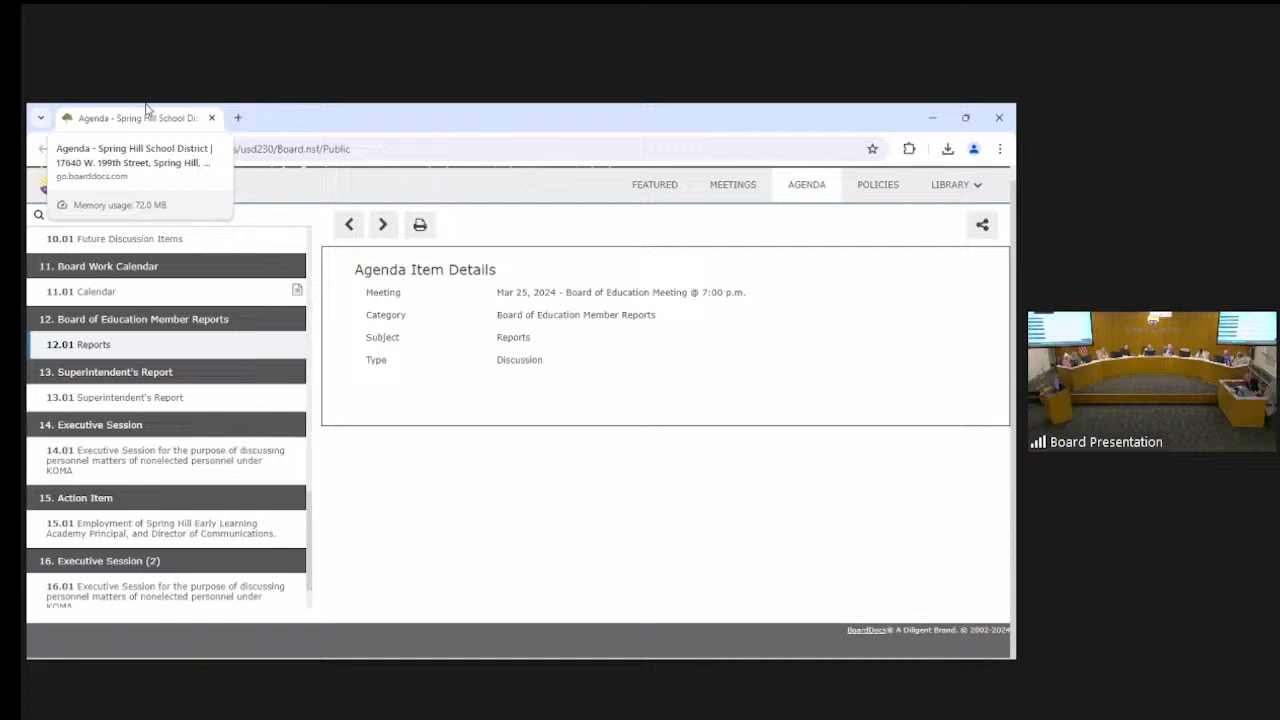 Agenda - Spring Hill School Di
Agenda - Spring Hill School District |
17640 W. 199th Street, Spring Hill, ...
go.boarddocs.com
Memory usage: 72.0 MB
s/usd230/Board.nsf/Public
FEATURED
MEETINGS
AGENDA
POLICIES
LIBRARY
10.01 Future Discussion Items
11. Board Work Calendar
11.01 Calendar
12. Board of Education Member Reports
12.01 Reports
13. Superintendent's Report
13.01 Superintendent's Report
14. Executive Session
14.01 Executive Session for the purpose of discussing
personnel matters of nonelected personnel under
KOMA
15. Action Item
15.01 Employment of Spring Hill Early Learning
Academy Principal, and Director of Communications.
16. Executive Session (2)
16.01 Executive Session for the purpose of discussing
personnel matters of nonelected personnel under
KOMA
Agenda Item Details
Meeting Mar 25, 2024 - Board of Education Meeting @ 7:00 p.m.
Category Board of Education Member Reports
Subject Reports
Type Discussion
BoardDocs® A Diligent Brand. © 2002-2024
Board Presentation